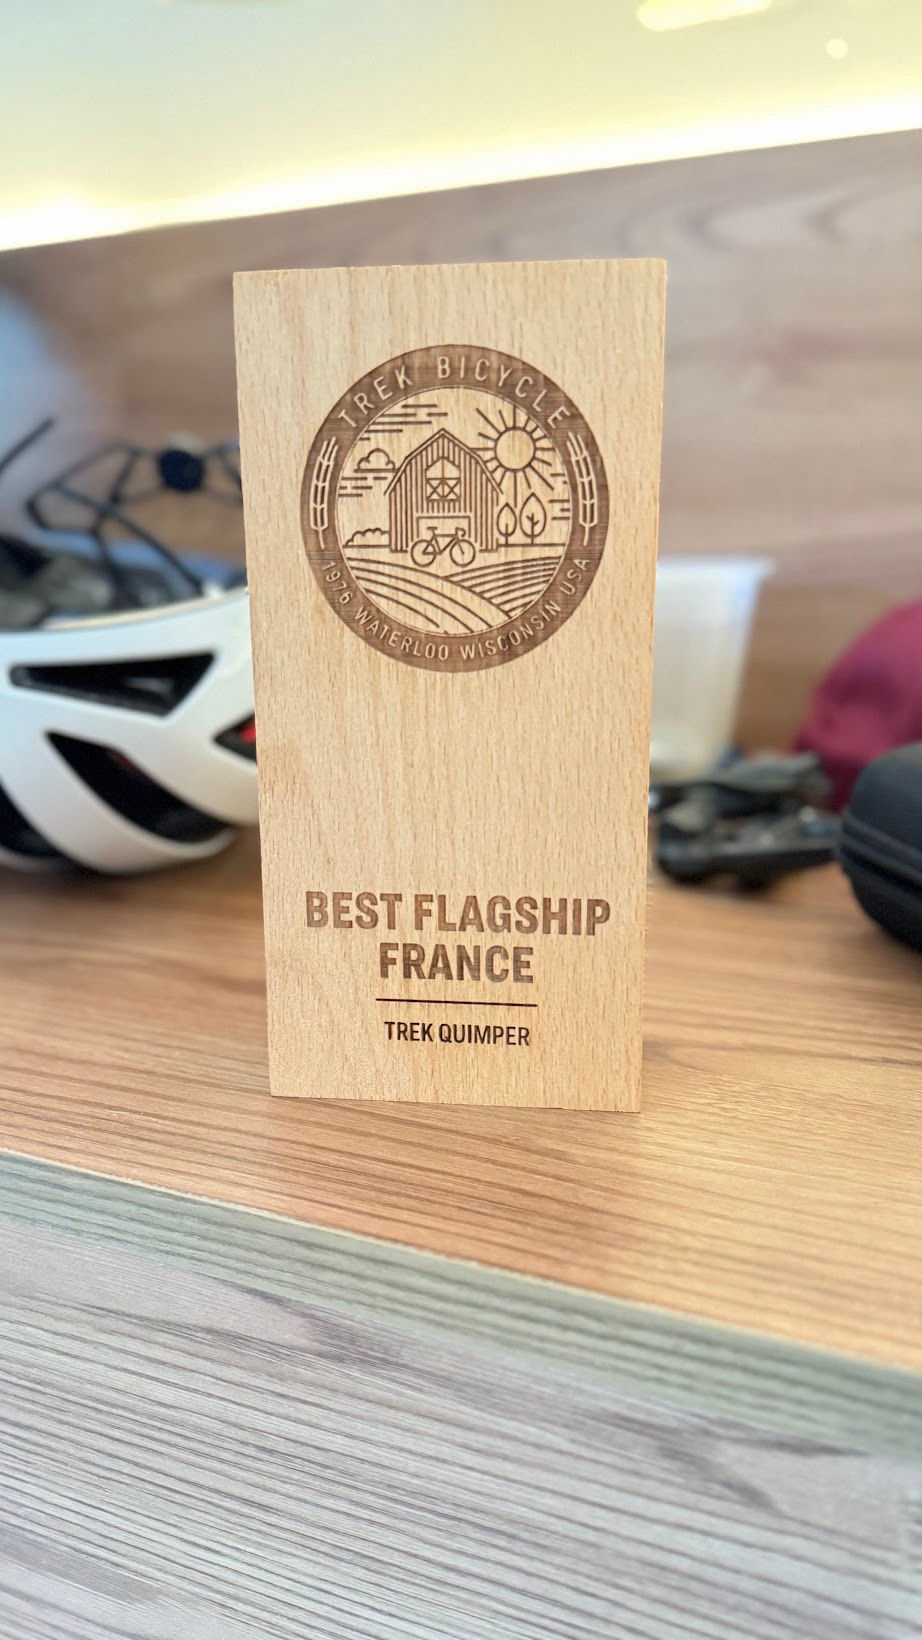 TREK BICYCLE
1976 WATERLOO WISCONSIN USA
BEST FLAGSHIP
FRANCE
TREK QUIMPER